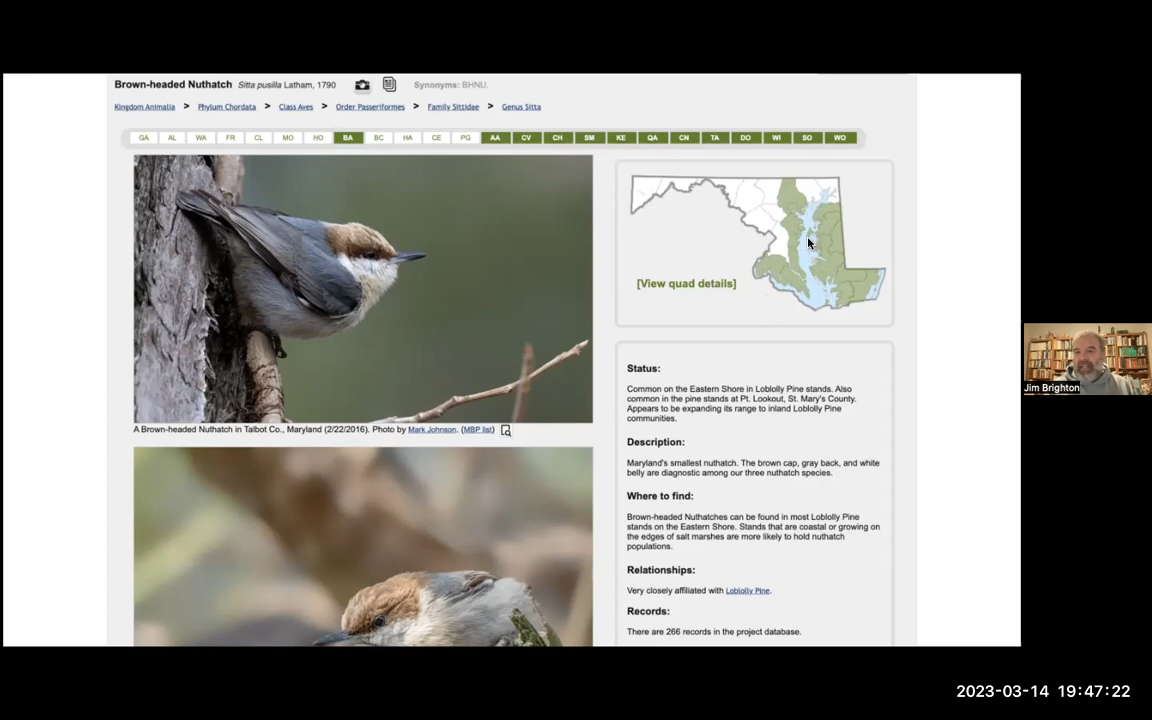 Brown-headed Nuthatch Sitta pusilla Latham, 1790 Synonyms: BHNU.
Kingdom Animalia > Phylum Chordata > Class Aves > Order Passeriformes > Family Sittidae > Genus Sitta
GA AL WA FR CL MO HO BA BC HA CE PG AA CV CH SM KE QA CN TA DO WI SO WO
[View quad details]
A Brown-headed Nuthatch in Talbot Co., Maryland (2/22/2016). Photo by Mark Johnson. (MBP list)
Status:
Common on the Eastern Shore in Loblolly Pine stands. Also
common in the pine stands at Pt. Lookout, St. Mary's County.
Appears to be expanding its range to inland Loblolly Pine
communities.
Description:
Maryland's smallest nuthatch. The brown cap, gray back, and white
belly are diagnostic among our three nuthatch species.
Where to find:
Brown-headed Nuthatches can be found in most Loblolly Pine
stands on the Eastern Shore. Stands that are coastal or growing on
the edges of salt marshes are more likely to hold nuthatch
populations.
Relationships:
Very closely affiliated with Loblolly Pine.
Records:
There are 266 records in the project database.
Jim Brighton
2023-03-14 19:47:22